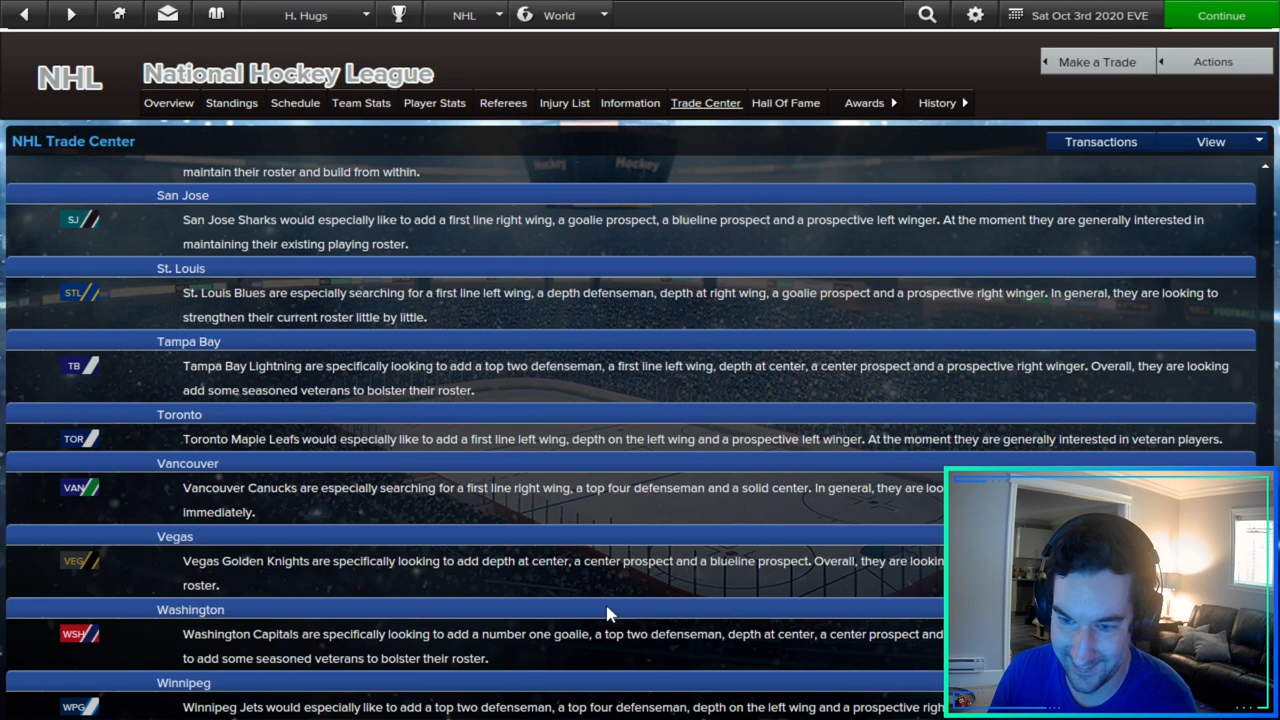 H. Hugs
NHL
World
Sat Oct 3rd 2020 EVE
Continue
NHL
National Hockey League
Make a Trade
Actions
Overview Standings Schedule Team Stats Player Stats Referees Injury List Information Trade Center Hall Of Fame Awards History
NHL Trade Center
Transactions
View
maintain their roster and build from within.
San Jose
SJ
San Jose Sharks would especially like to add a first line right wing, a goalie prospect, a blueline prospect and a prospective left winger. At the moment they are generally interested in
maintaining their existing playing roster.
St. Louis
STL
St. Louis Blues are especially searching for a first line left wing, a depth defenseman, depth at right wing, a goalie prospect and a prospective right winger. In general, they are looking to
strengthen their current roster little by little.
Tampa Bay
TB
Tampa Bay Lightning are specifically looking to add a top two defenseman, a first line left wing, depth at center, a center prospect and a prospective right winger. Overall, they are looking
add some seasoned veterans to bolster their roster.
Toronto
TOR
Toronto Maple Leafs would especially like to add a first line left wing, depth on the left wing and a prospective left winger. At the moment they are generally interested in veteran players.
Vancouver
VAN
Vancouver Canucks are especially searching for a first line right wing, a top four defenseman and a solid center. In general, they are loo
immediately.
Vegas
VEG
Vegas Golden Knights are specifically looking to add depth at center, a center prospect and a blueline prospect. Overall, they are lookin
roster.
Washington
WSH
Washington Capitals are specifically looking to add a number one goalie, a top two defenseman, depth at center, a center prospect and
to add some seasoned veterans to bolster their roster.
Winnipeg
WPG
Winnipeg Jets would especially like to add a top two defenseman, a top four defenseman, depth on the left wing and a prospective righ